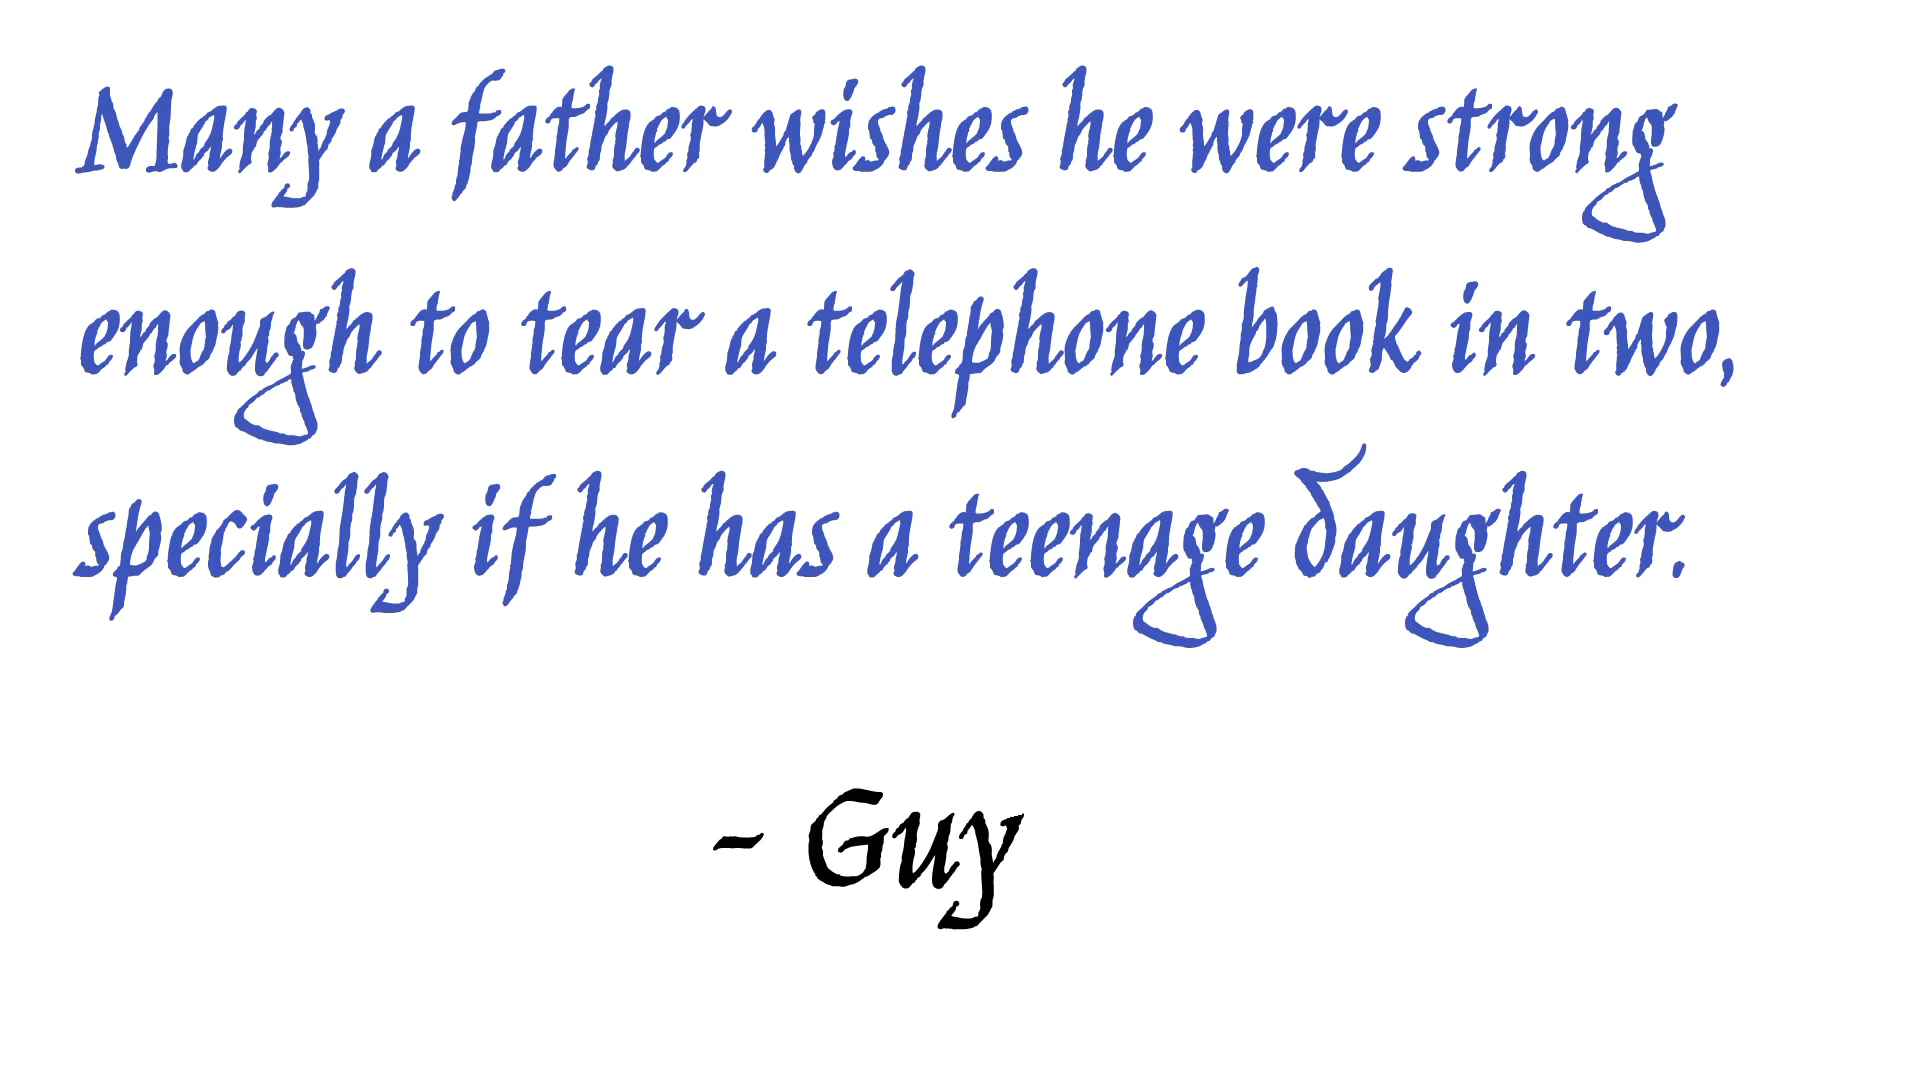 Many a father wishes he were strong
enough to tear a telephone book in two,
specially if he has a teenage daughter.
- Guy